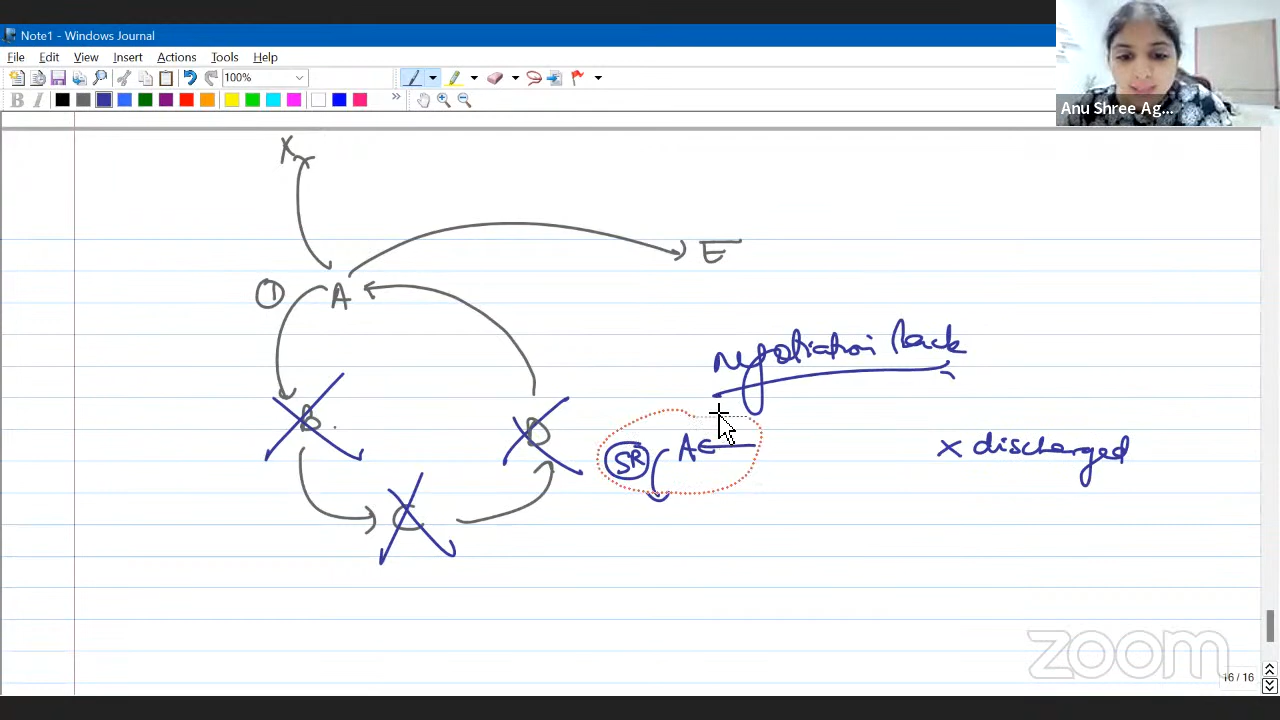 Note1 - Windows Journal
File Edit View Insert Actions Tools Help
100%
B I
Anu Shree Ag...
X
E
① A
negotiation back
B
D
SR A
x discharged
C
zoom
16 / 16